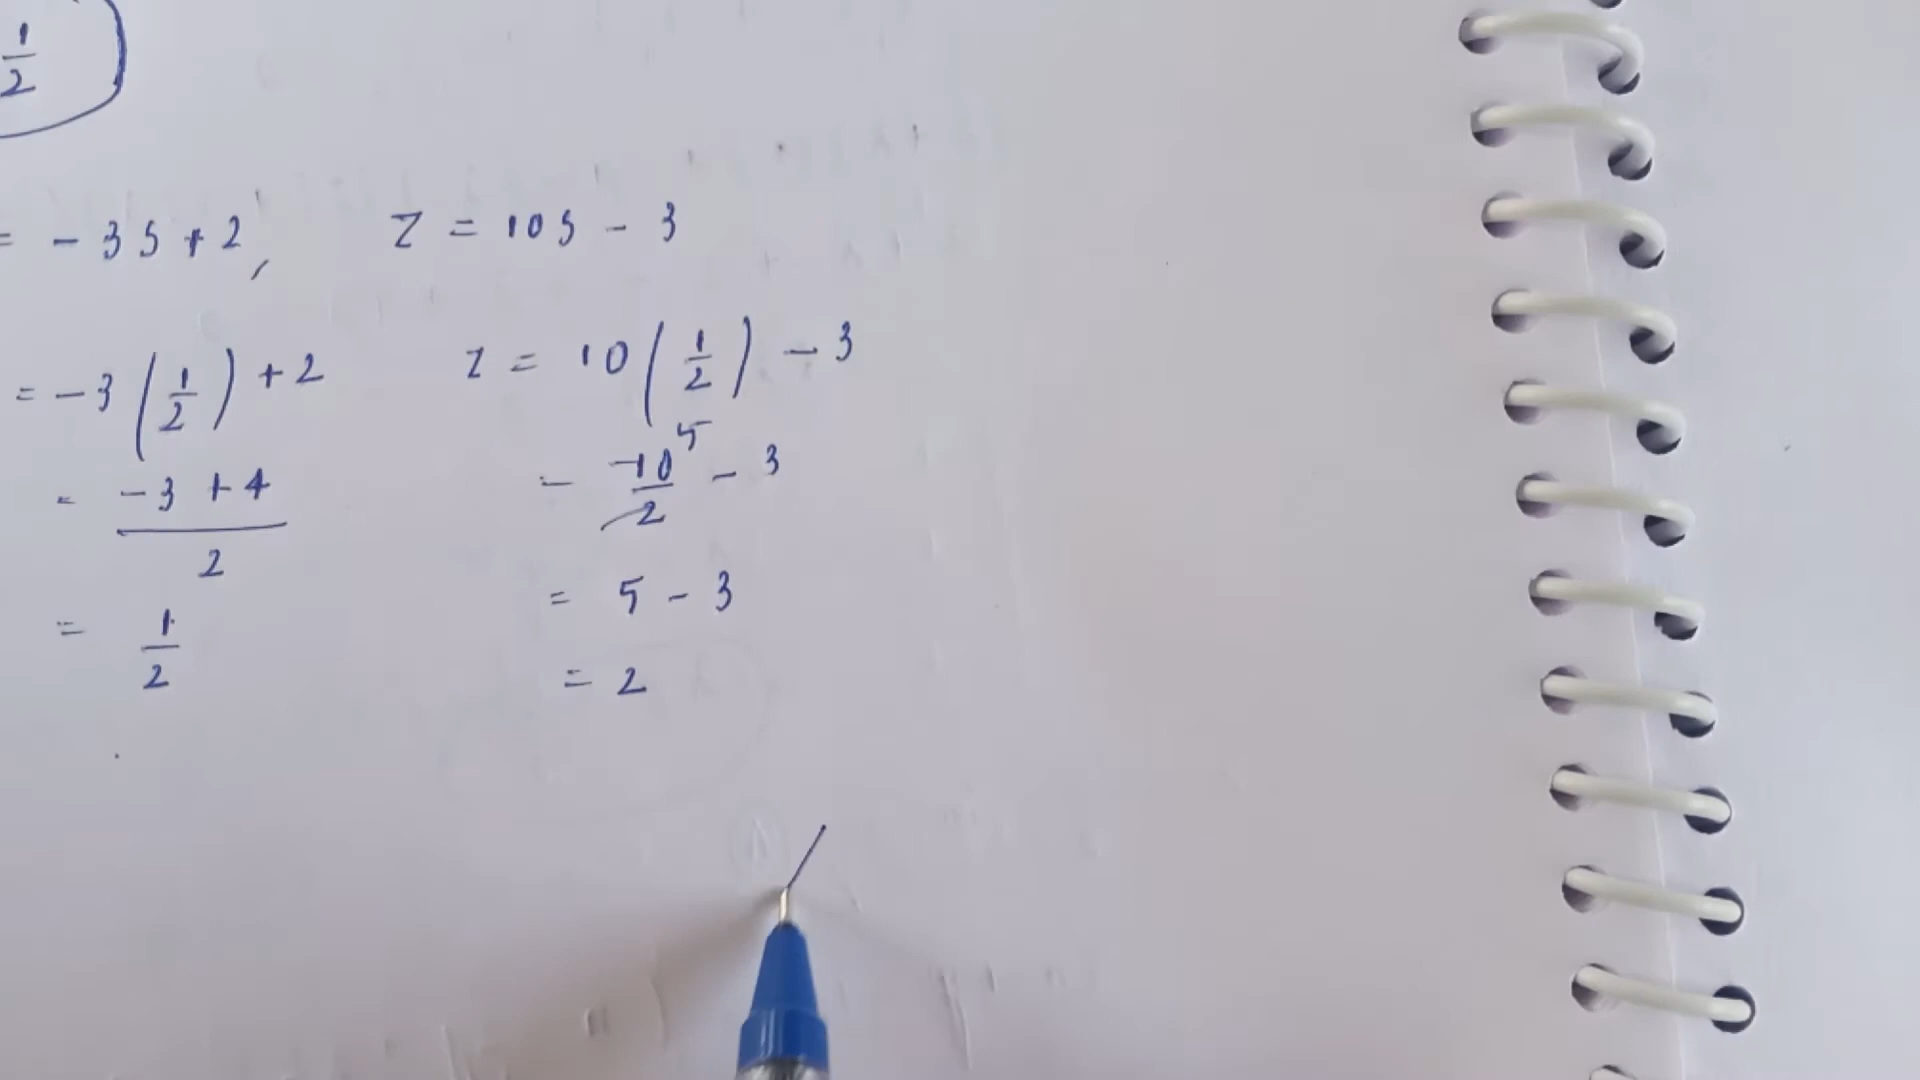 1/2
= -3s + 2, z = 10s - 3
= -3(1/2) + 2 z = 10(1/2) - 3
= (-3 + 4)/2 = 10/2 5 - 3
= 1/2 = 5 - 3
= 2